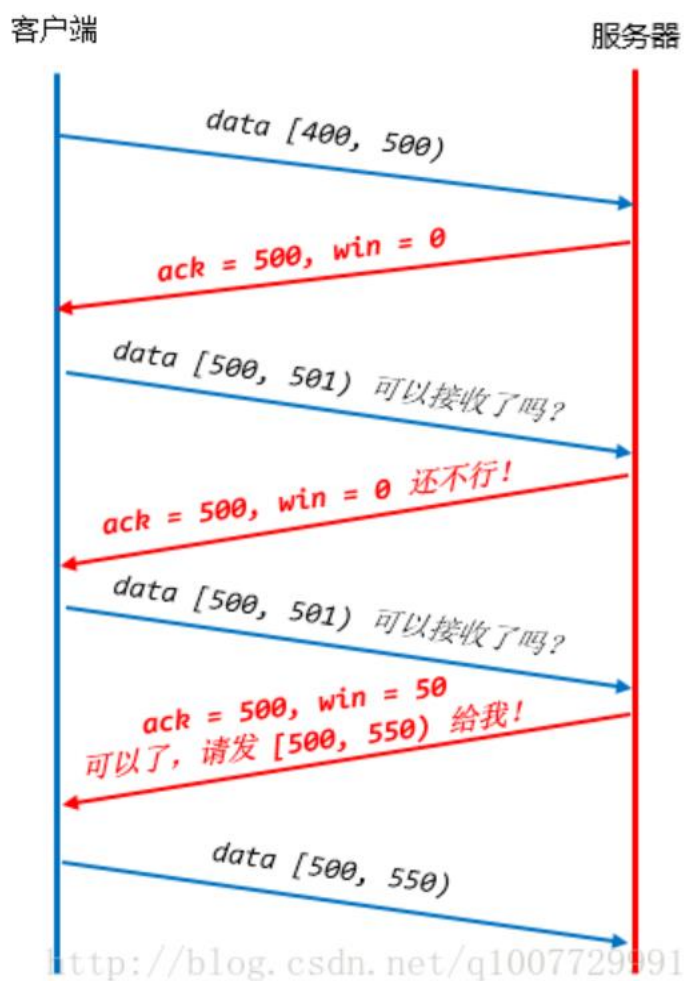 客户端
服务器
data [400, 500)
ack = 500, win = 0
data [500, 501) 可以接收了吗?
ack = 500, win = 0 还不行!
data [500, 501) 可以接收了吗?
ack = 500, win = 50
可以了, 请发 [500, 550) 给我!
data [500, 550)
http://blog.csdn.net/q1007729991